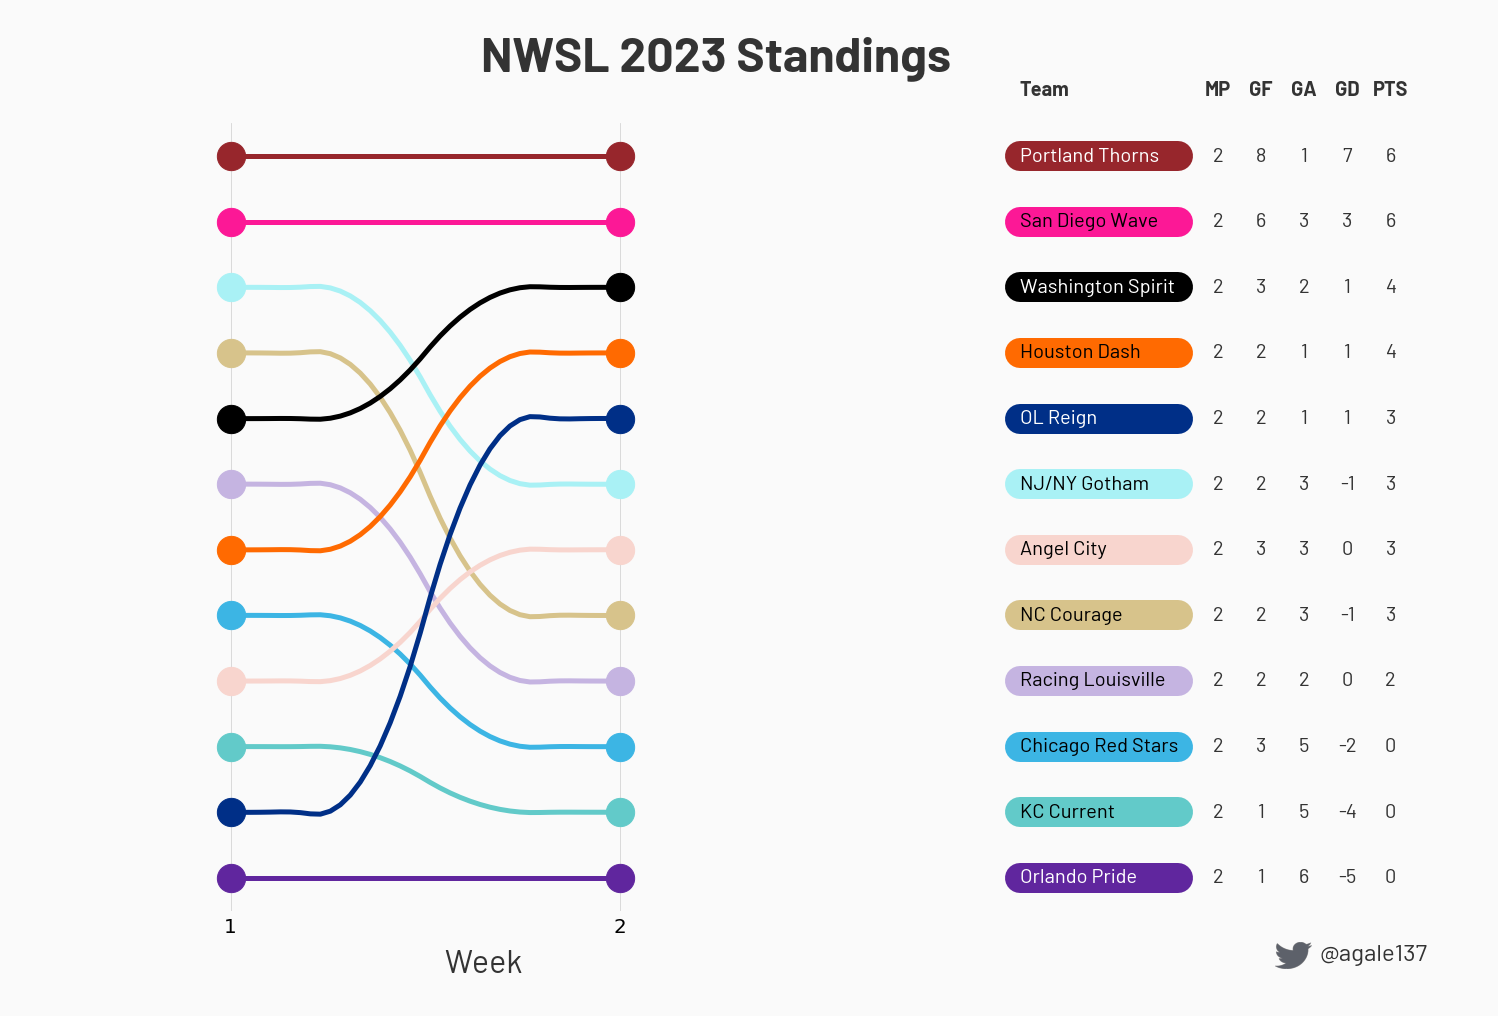 NWSL 2023 Standings
Team MP GF GA GD PTS
Portland Thorns 2 8 1 7 6
San Diego Wave 2 6 3 3 6
Washington Spirit 2 3 2 1 4
Houston Dash 2 2 1 1 4
OL Reign 2 2 1 1 3
NJ/NY Gotham 2 2 3 -1 3
Angel City 2 3 3 0 3
NC Courage 2 2 3 -1 3
Racing Louisville 2 2 2 0 2
Chicago Red Stars 2 3 5 -2 0
KC Current 2 1 5 -4 0
Orlando Pride 2 1 6 -5 0
1 2
Week
@agale137